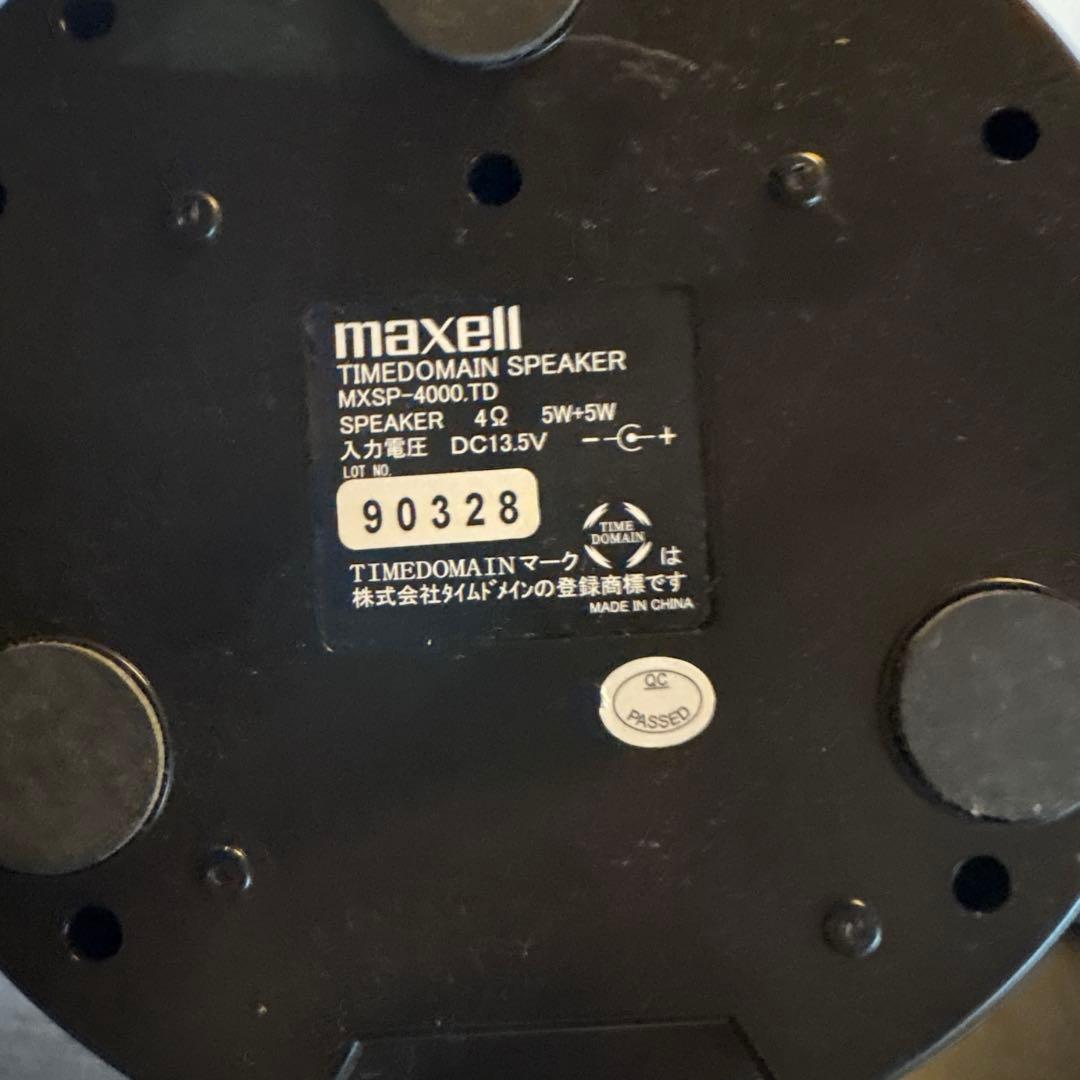 maxell
TIMEDOMAIN SPEAKER
MXSP-4000.TD
SPEAKER 4Ω 5W+5W
入力電圧 DC13.5V − +
LOT NO.
90328
TIME
DOMAIN
TIMEDOMAINマーク は
株式会社タイムドメインの登録商標です
MADE IN CHINA
QC
PASSED